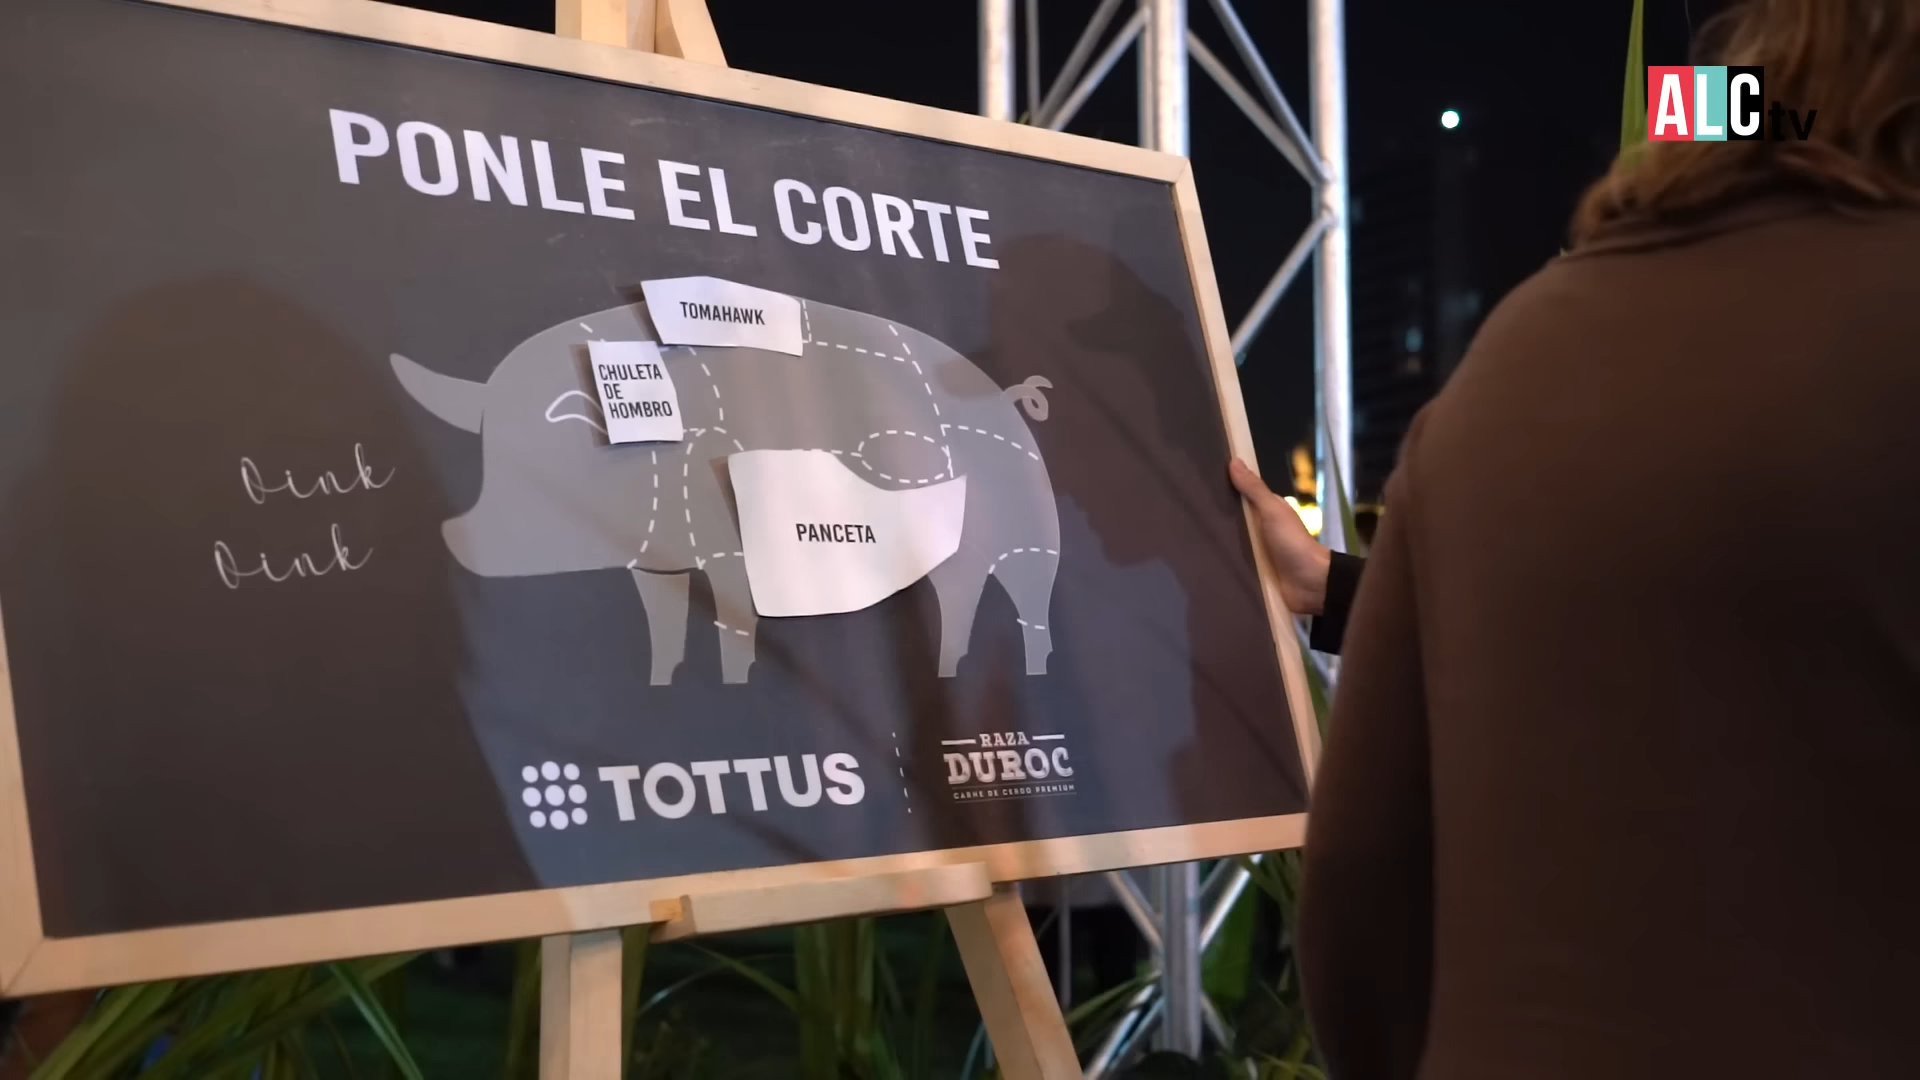 ALCtv
PONLE EL CORTE
TOMAHAWK
CHULETA
DE
HOMBRO
Oink
Oink
PANCETA
TOTTUS
RAZA
DUROC
CARNE DE CERDO PREMIUM